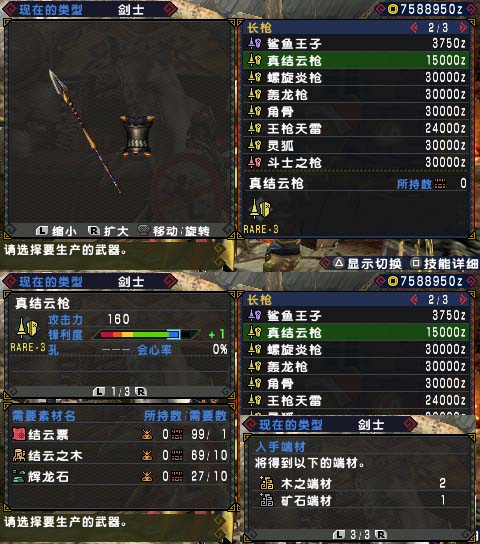 现在的类型 剑士
7588950z
长枪 2/3
鲨鱼王子 3750z
真结云枪 15000z
螺旋炎枪 30000z
轰龙枪 30000z
角骨 30000z
王枪天雷 24000z
灵狐 30000z
斗士之枪 30000z
真结云枪 所持数 0
RARE-3
L 缩小 R 扩大 移动/旋转
请选择要生产的武器。
△显示切换 □技能详细
现在的类型 剑士
7588950z
真结云枪
攻击力 160
锋利度 +1
孔 --- 会心率 0%
RARE-3
L 1/3 R
长枪 2/3
鲨鱼王子 3750z
真结云枪 15000z
螺旋炎枪 30000z
轰龙枪 30000z
角骨 30000z
王枪天雷 24000z
需要素材名 所持数/需要数
结云票 0 99/ 1
结云之木 0 69/10
辉龙石 0 27/10
请选择要生产的武器。
现在的类型 剑士
入手端材
将得到以下的端材。
木之端材 2
矿石端材 1
L 3/3 R